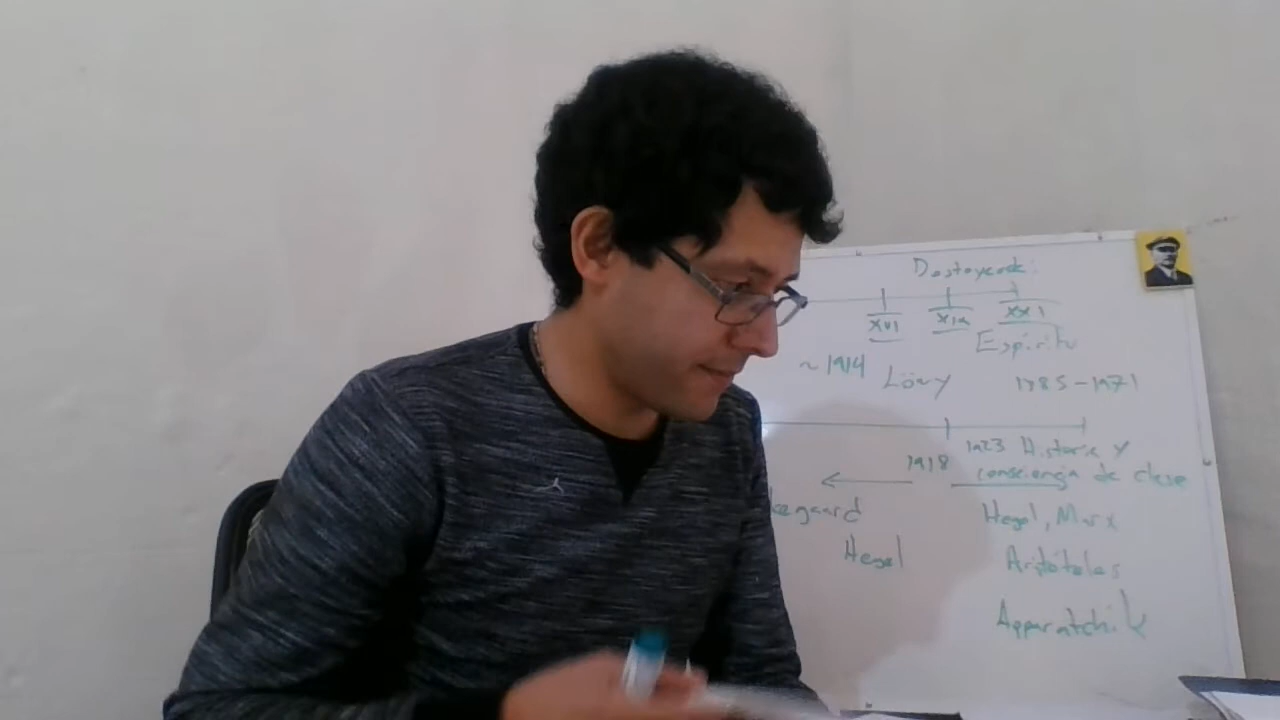 Dostoyevski
XVI XIX XXI
Espíritu
~ 1914 Löwy 1885-1971
1918 1923 Historia y
consciencia de clase
kegaard Hegel, Marx
Hegel Aristóteles
Apparatchik